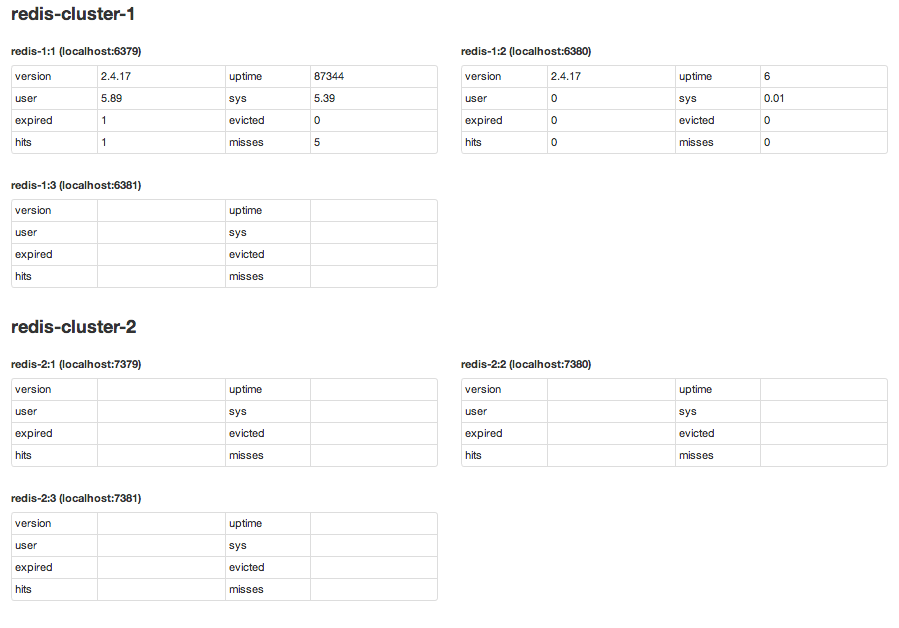 redis-cluster-1
redis-1:1 (localhost:6379)
version 2.4.17 uptime 87344
user 5.89 sys 5.39
expired 1 evicted 0
hits 1 misses 5
redis-1:2 (localhost:6380)
version 2.4.17 uptime 6
user 0 sys 0.01
expired 0 evicted 0
hits 0 misses 0
redis-1:3 (localhost:6381)
version uptime
user sys
expired evicted
hits misses
redis-cluster-2
redis-2:1 (localhost:7379)
version uptime
user sys
expired evicted
hits misses
redis-2:2 (localhost:7380)
version uptime
user sys
expired evicted
hits misses
redis-2:3 (localhost:7381)
version uptime
user sys
expired evicted
hits misses